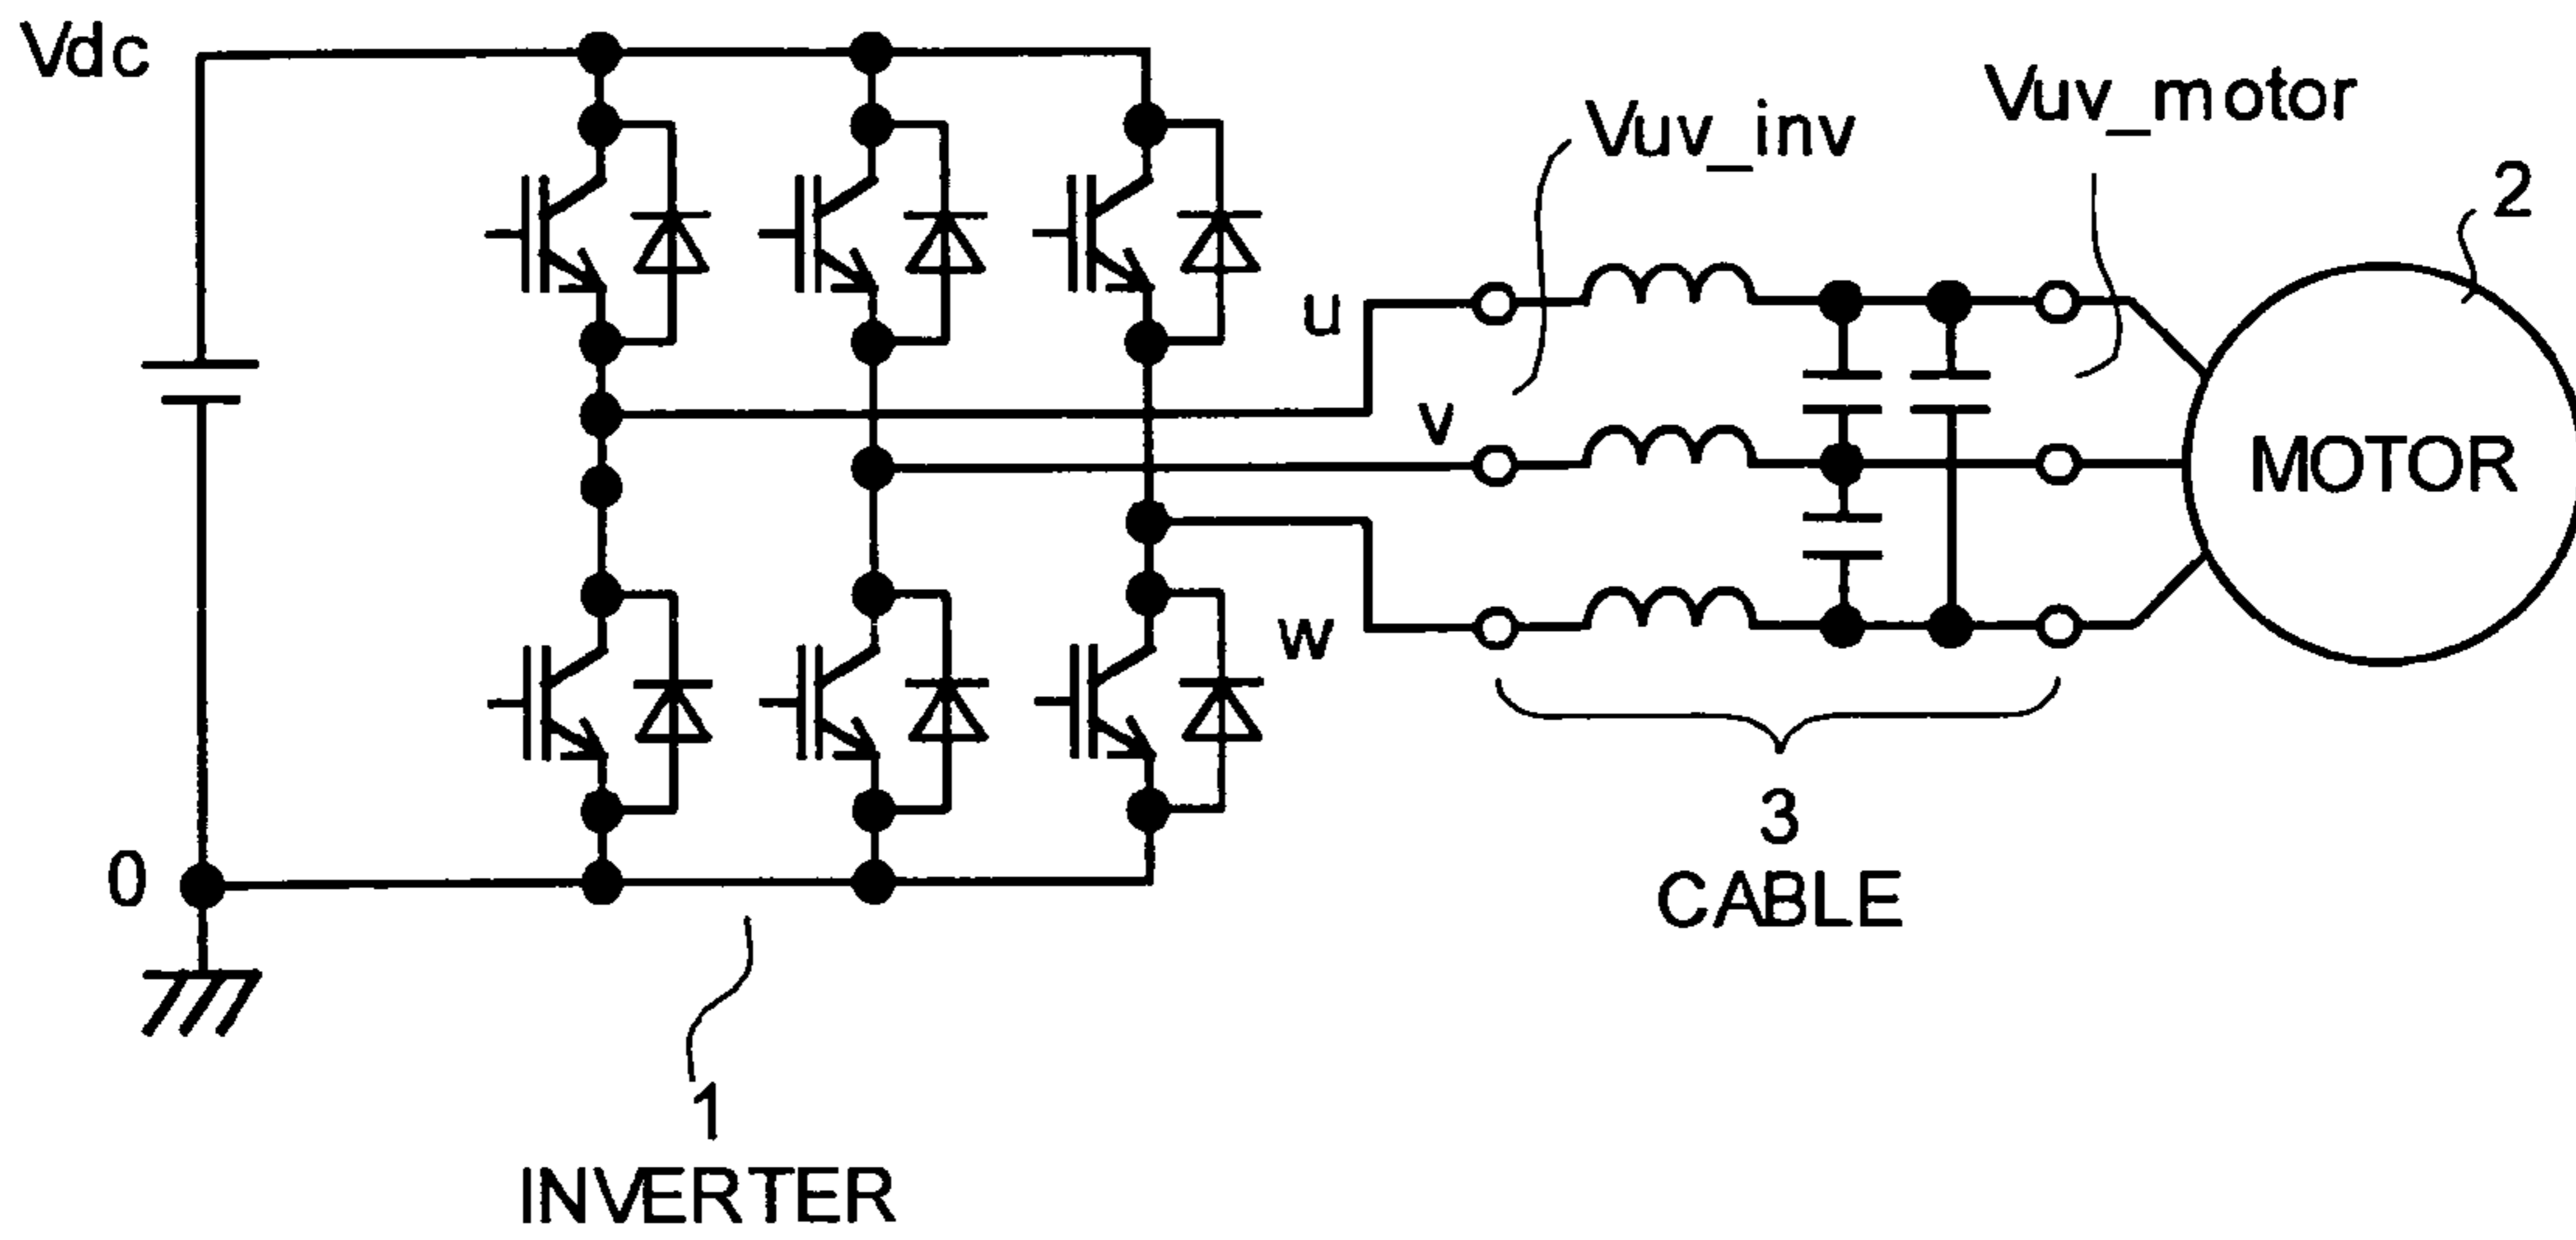 Vdc
Vuv_inv
Vuv_motor
2
u
v
w
MOTOR
0
3
CABLE
1
INVERTER